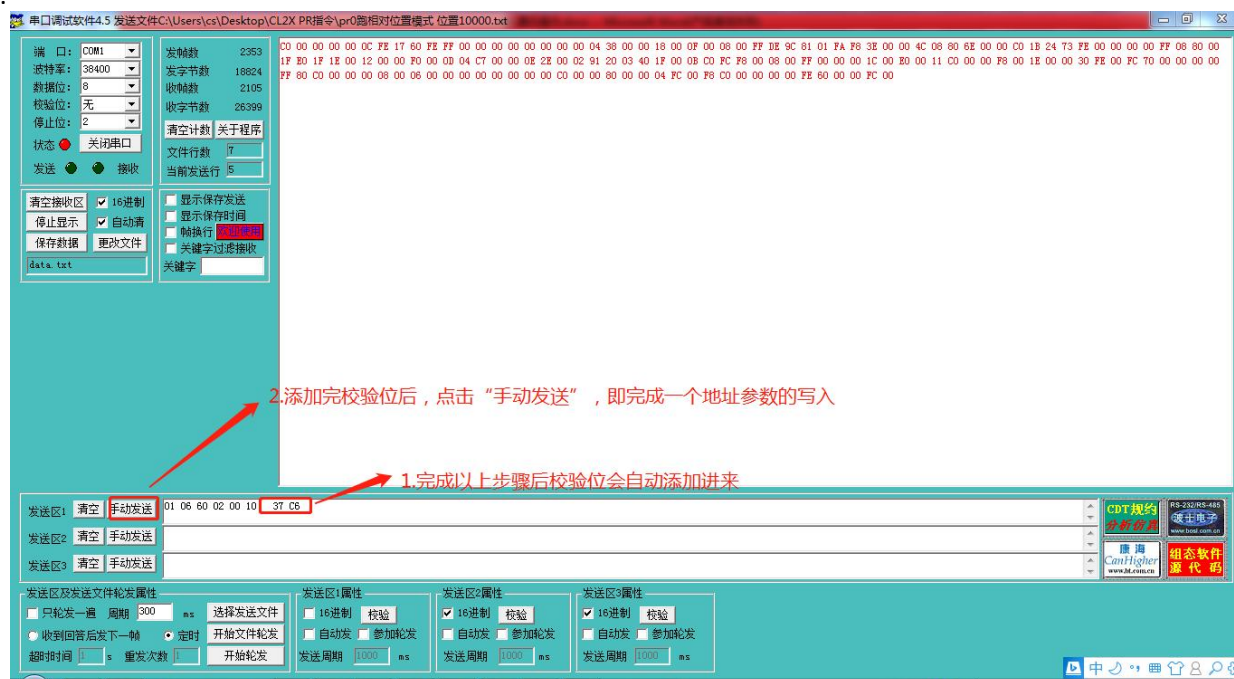 串口调试软件4.5 发送文件C:\Users\cs\Desktop\CL2X PR指令\pr0跑相对位置模式 位置10000.txt
端 口: COM1
波特率: 38400
数据位: 8
校验位: 无
停止位: 2
状态 关闭串口
发送 接收
发帧数 2353
发字节数 18824
收帧数 2105
收字节数 26399
清空计数 关于程序
文件行数 7
当前发送行 5
清空接收区 16进制
停止显示 自动清
保存数据 更改文件
data.txt
显示保存发送
显示保存时间
帧换行 欢迎使用
关键字过滤接收
关键字
C0 00 00 00 00 0C FE 17 60 FE FF 00 00 00 00 00 00 00 00 04 38 00 00 18 00 0F 00 08 00 FF DE 9C 81 01 FA F8 3E 00 00 4C 08 80 6E 00 00 C0 1B 24 73 FE 00 00 00 00 FF 08 80 00
1F E0 1F 1E 00 12 00 00 F0 00 0D 04 C7 00 00 0E 2E 00 02 91 20 03 40 1F 00 0B C0 FC F8 00 08 00 FF 00 00 00 1C 00 E0 00 11 C0 00 00 F8 00 1E 00 00 30 FE 00 FC 70 00 00 00 00
FF 80 C0 00 00 00 08 00 06 00 00 00 00 00 00 00 C0 00 80 00 00 04 FC 00 F8 C0 00 00 00 00 FE 60 00 00 FC 00
2.添加完校验位后，点击“手动发送”，即完成一个地址参数的写入
1.完成以上步骤后校验位会自动添加进来
发送区1 清空 手动发送 01 06 60 02 00 10 37 C6
发送区2 清空 手动发送
发送区3 清空 手动发送
CDT规约
分析仿真
RS-232/RS-485
波士电子
www.bosi.com.cn
康海
CanHigher
www.ht.com.cn
组态软件
源代码
发送区及发送文件轮发属性
只轮发一遍 周期 300 ms 选择发送文件
收到回答后发下一帧 定时 开始文件轮发
超时时间 1 s 重发次数 1 开始轮发
发送区1属性
16进制 校验
自动发 参加轮发
发送周期 1000 ms
发送区2属性
16进制 校验
自动发 参加轮发
发送周期 1000 ms
发送区3属性
16进制 校验
自动发 参加轮发
发送周期 1000 ms
中